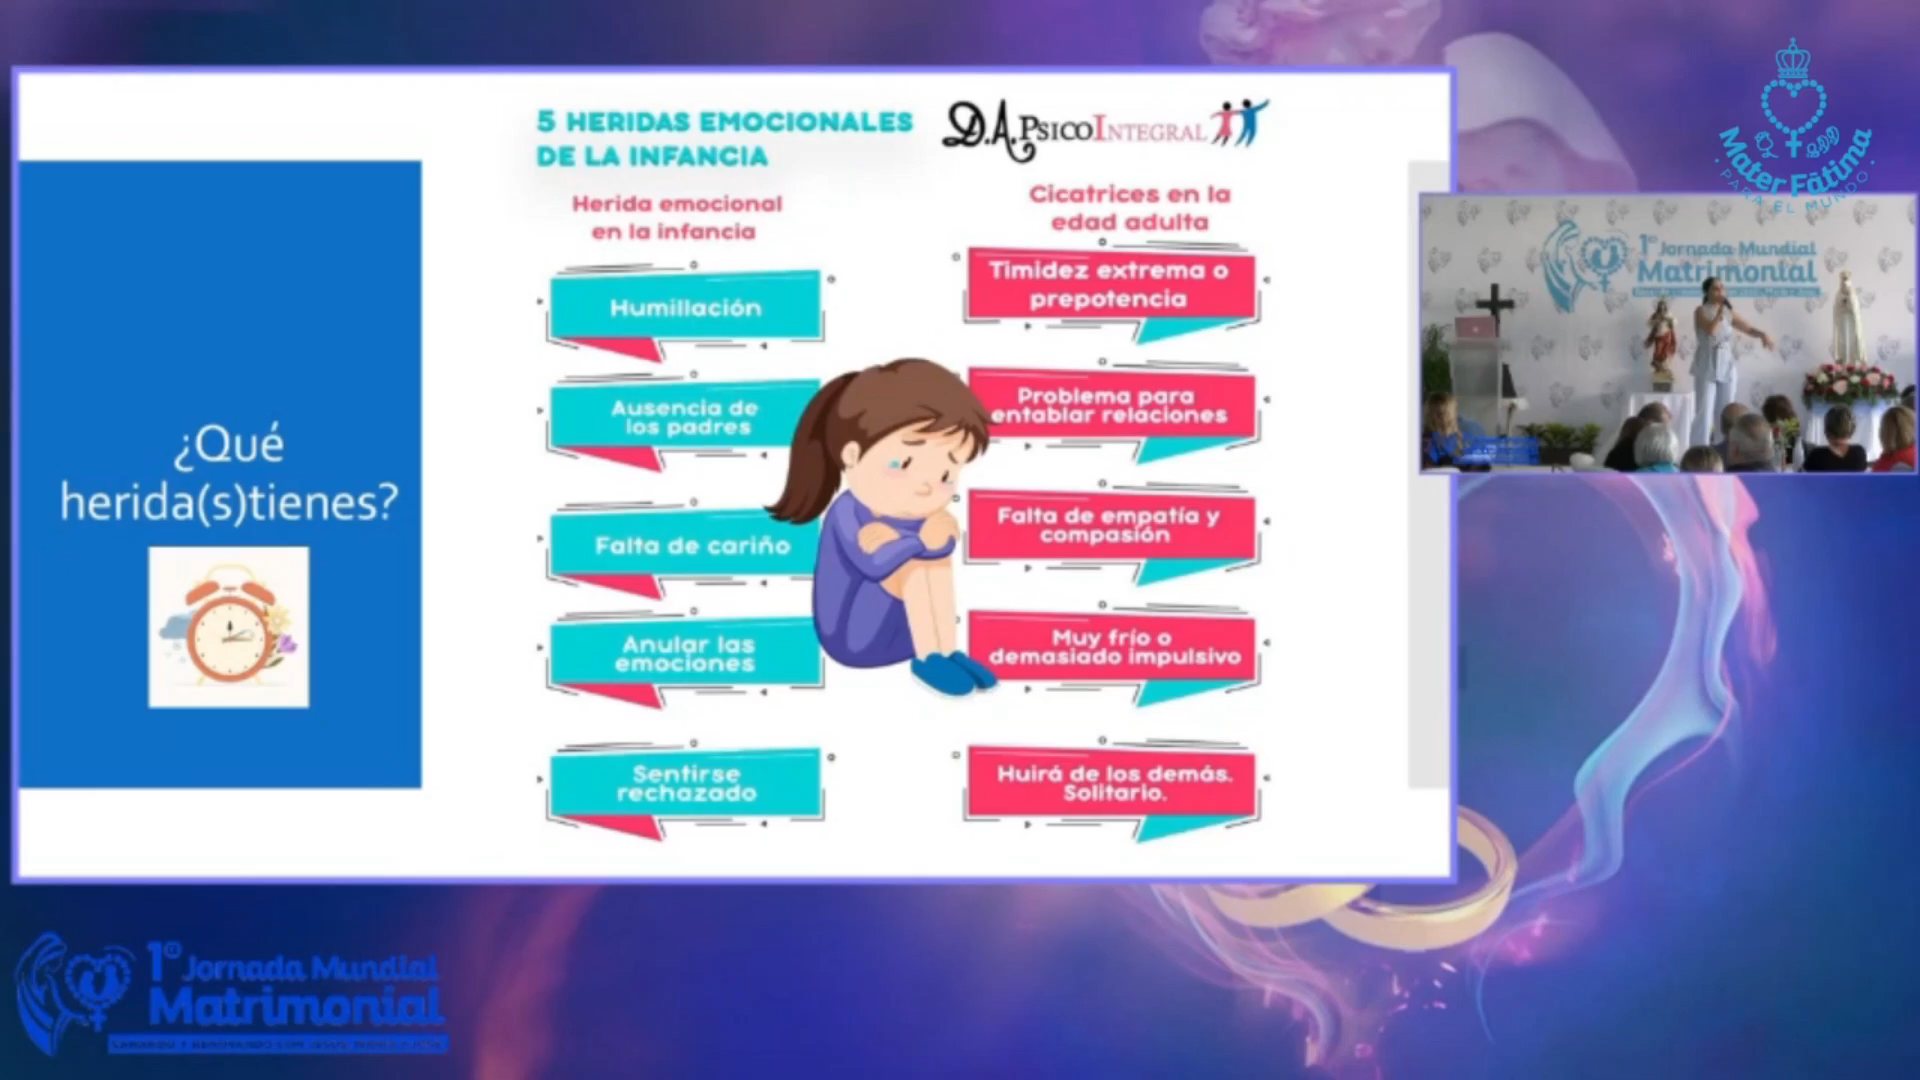 5 HERIDAS EMOCIONALES
DE LA INFANCIA
D.A. PSICOINTEGRAL
Herida emocional
en la infancia
Cicatrices en la
edad adulta
Humillación
Timidez extrema o
prepotencia
Ausencia de
los padres
Problema para
entablar relaciones
Falta de cariño
Falta de empatía y
compasión
Anular las
emociones
Muy frío o
demasiado impulsivo
Sentirse
rechazado
Huirá de los demás.
Solitario.
¿Qué
herida(s)tienes?
Mater Fátima
PARA EL MUNDO
1ª Jornada Mundial
Matrimonial
1ª Jornada Mundial
Matrimonial